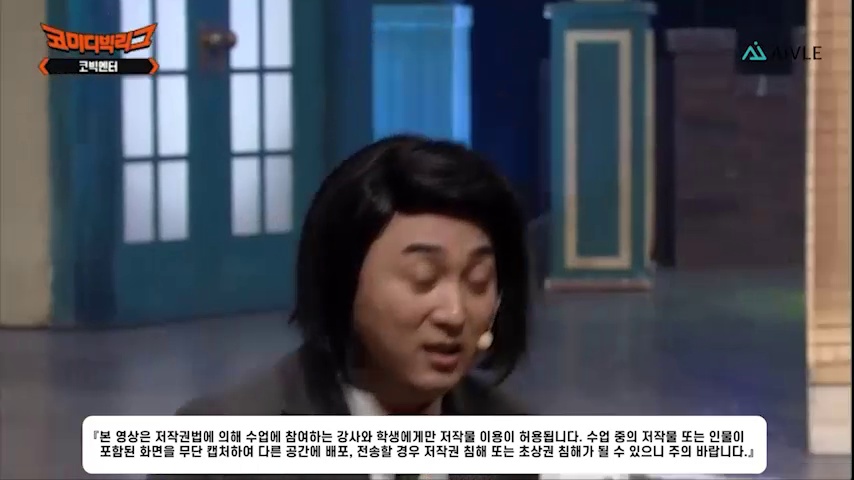 코미디빅리그
코빅엔터
AIVLE
『본 영상은 저작권법에 의해 수업에 참여하는 강사와 학생에게만 저작물 이용이 허용됩니다. 수업 중의 저작물 또는 인물이
포함된 화면을 무단 캡처하여 다른 공간에 배포, 전송할 경우 저작권 침해 또는 초상권 침해가 될 수 있으니 주의 바랍니다.』